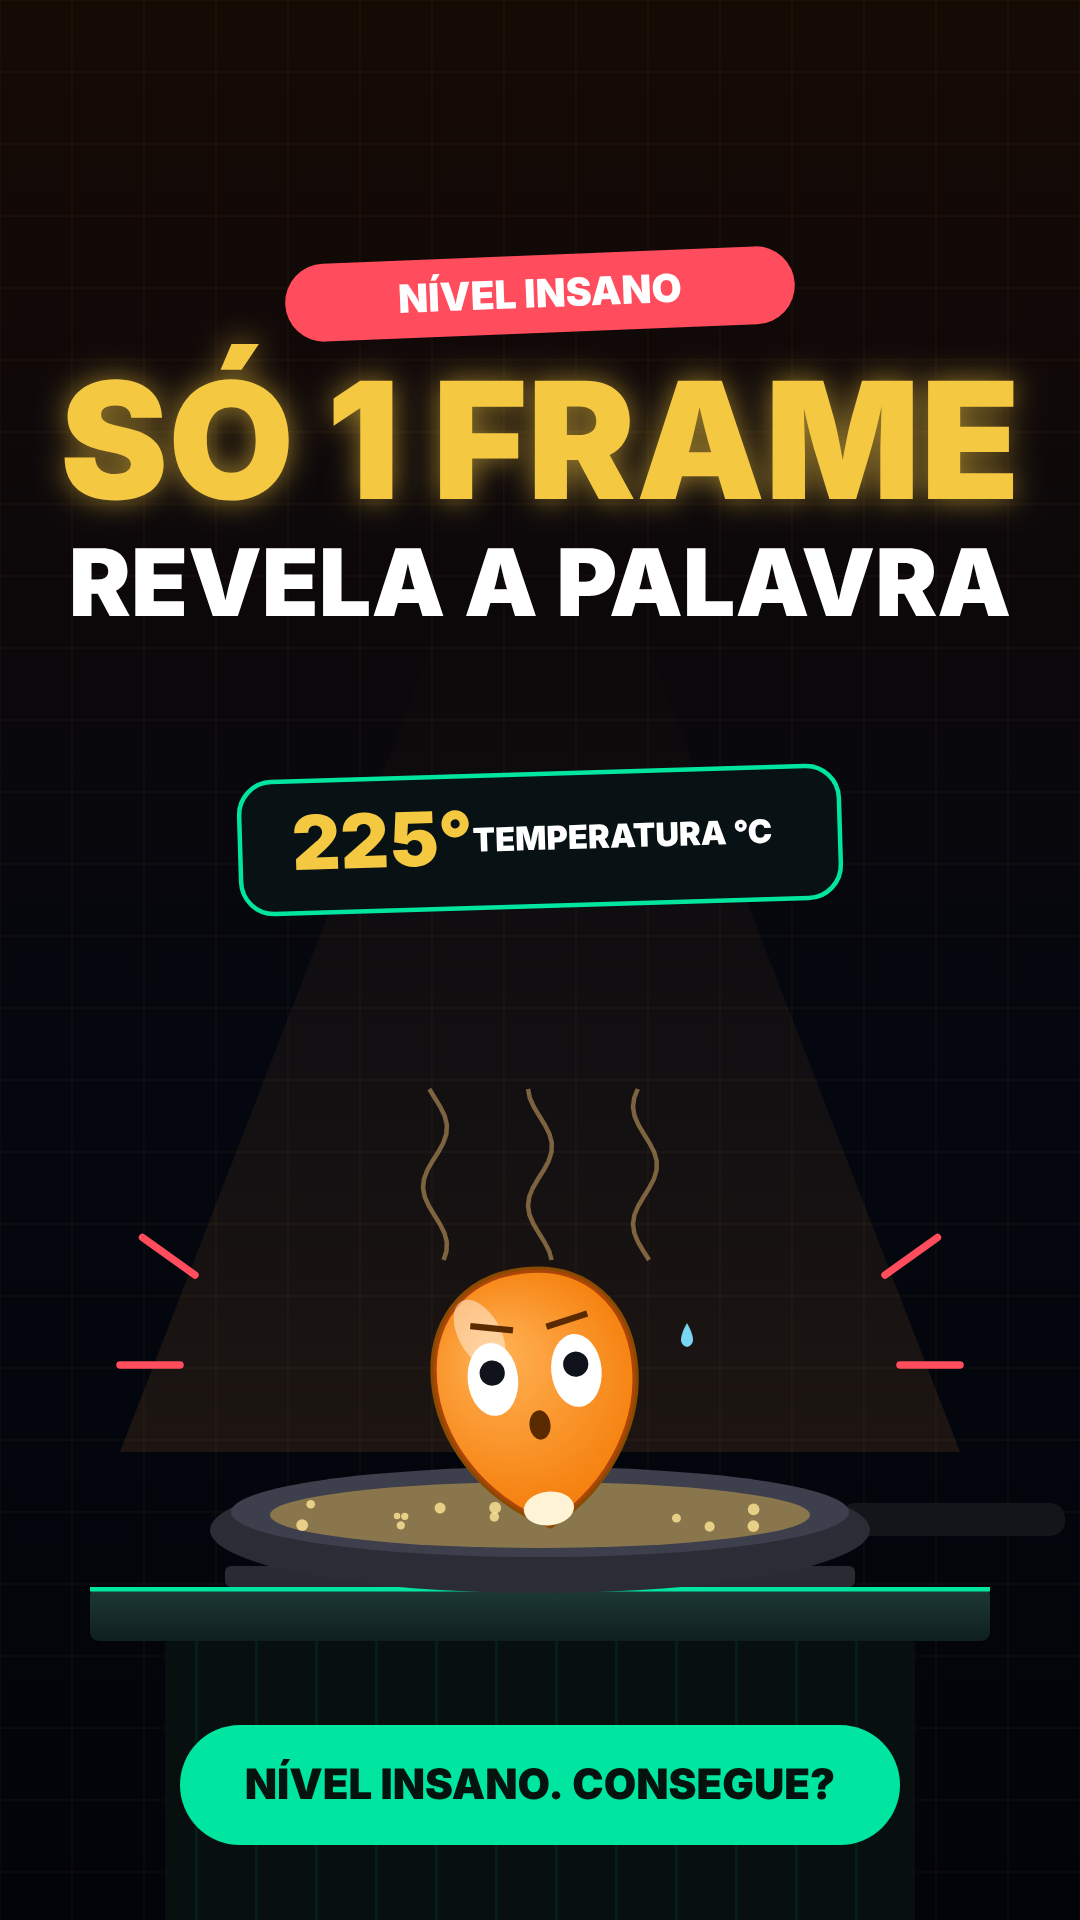 NÍVEL INSANO
SÓ 1 FRAME
REVELA A PALAVRA
225° TEMPERATURA °C
NÍVEL INSANO. CONSEGUE?